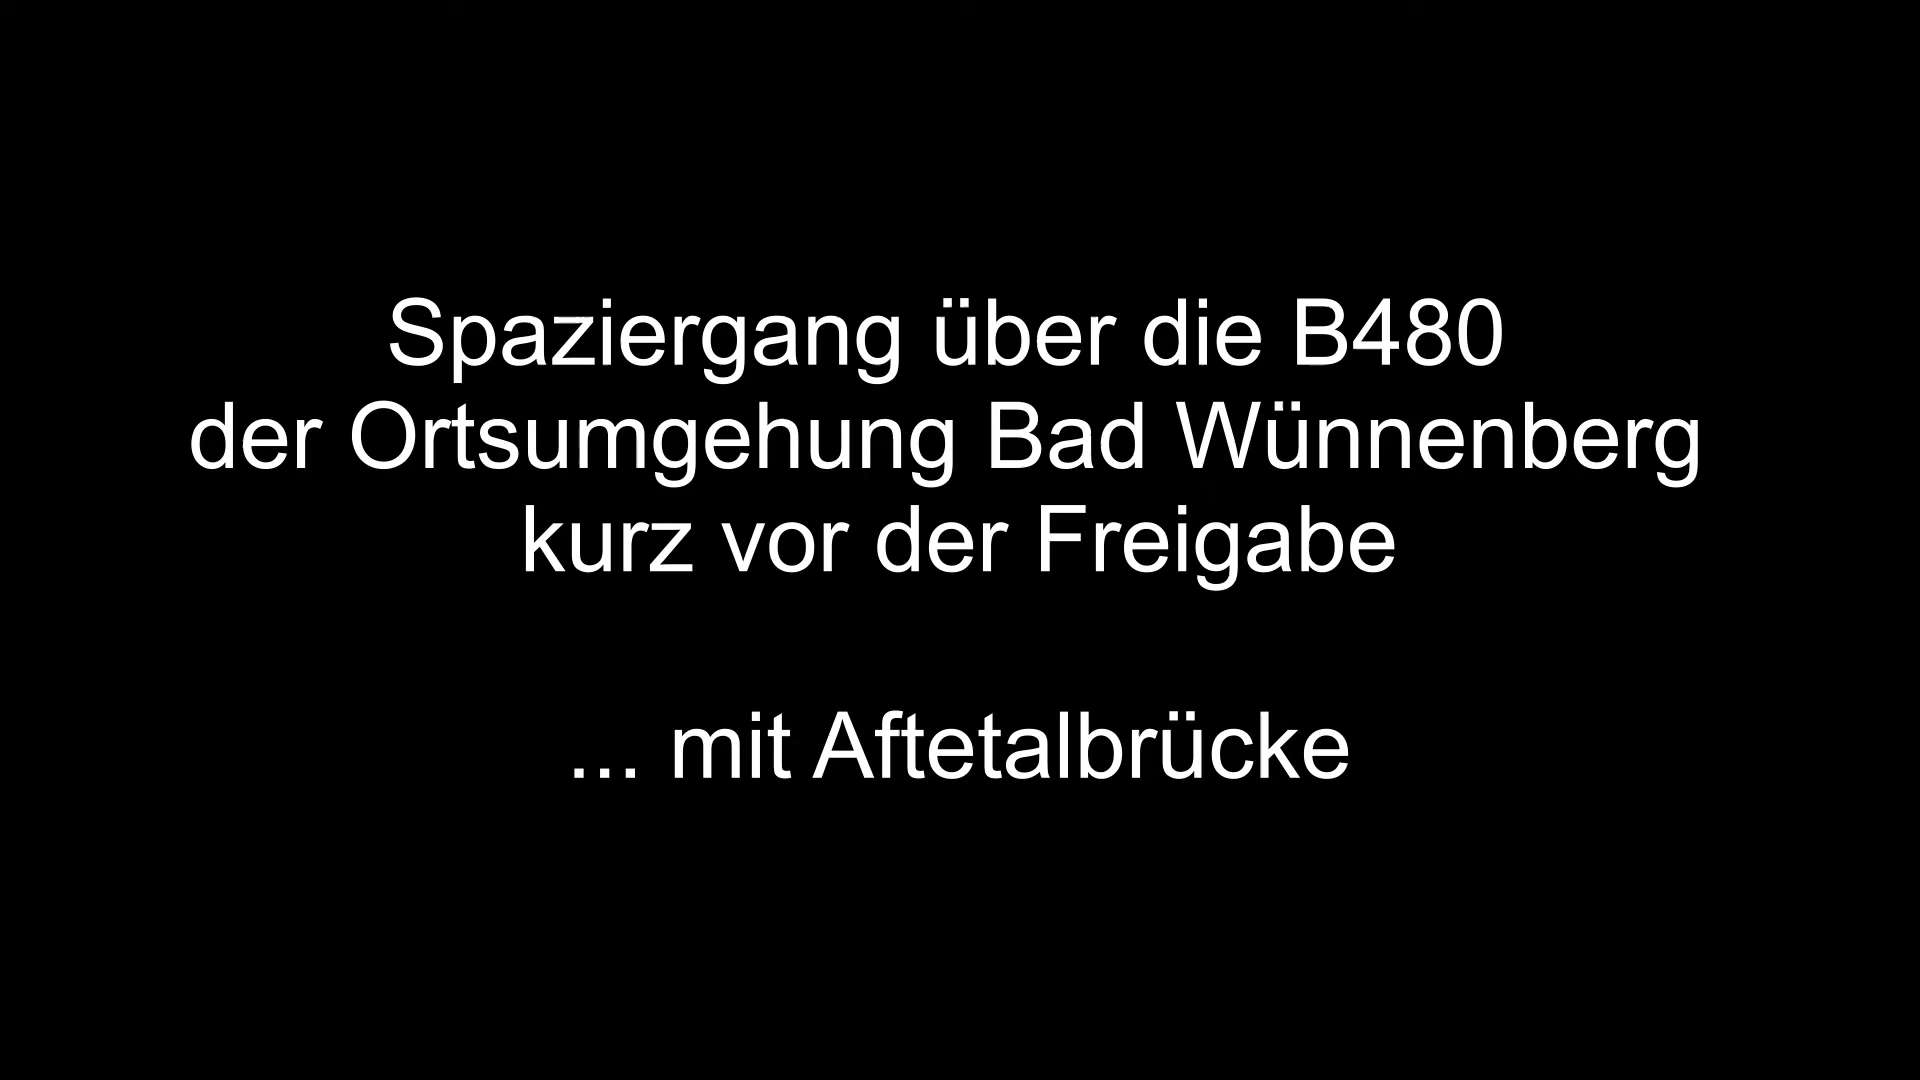 Spaziergang über die B480
der Ortsumgehung Bad Wünnenberg
kurz vor der Freigabe
... mit Aftetalbrücke